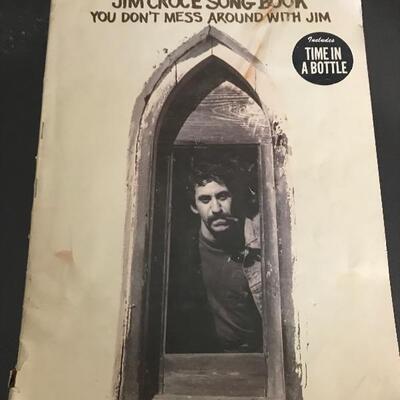 JIM CROCE SONG BOOK
YOU DON'T MESS AROUND WITH JIM
Includes
TIME IN
A BOTTLE